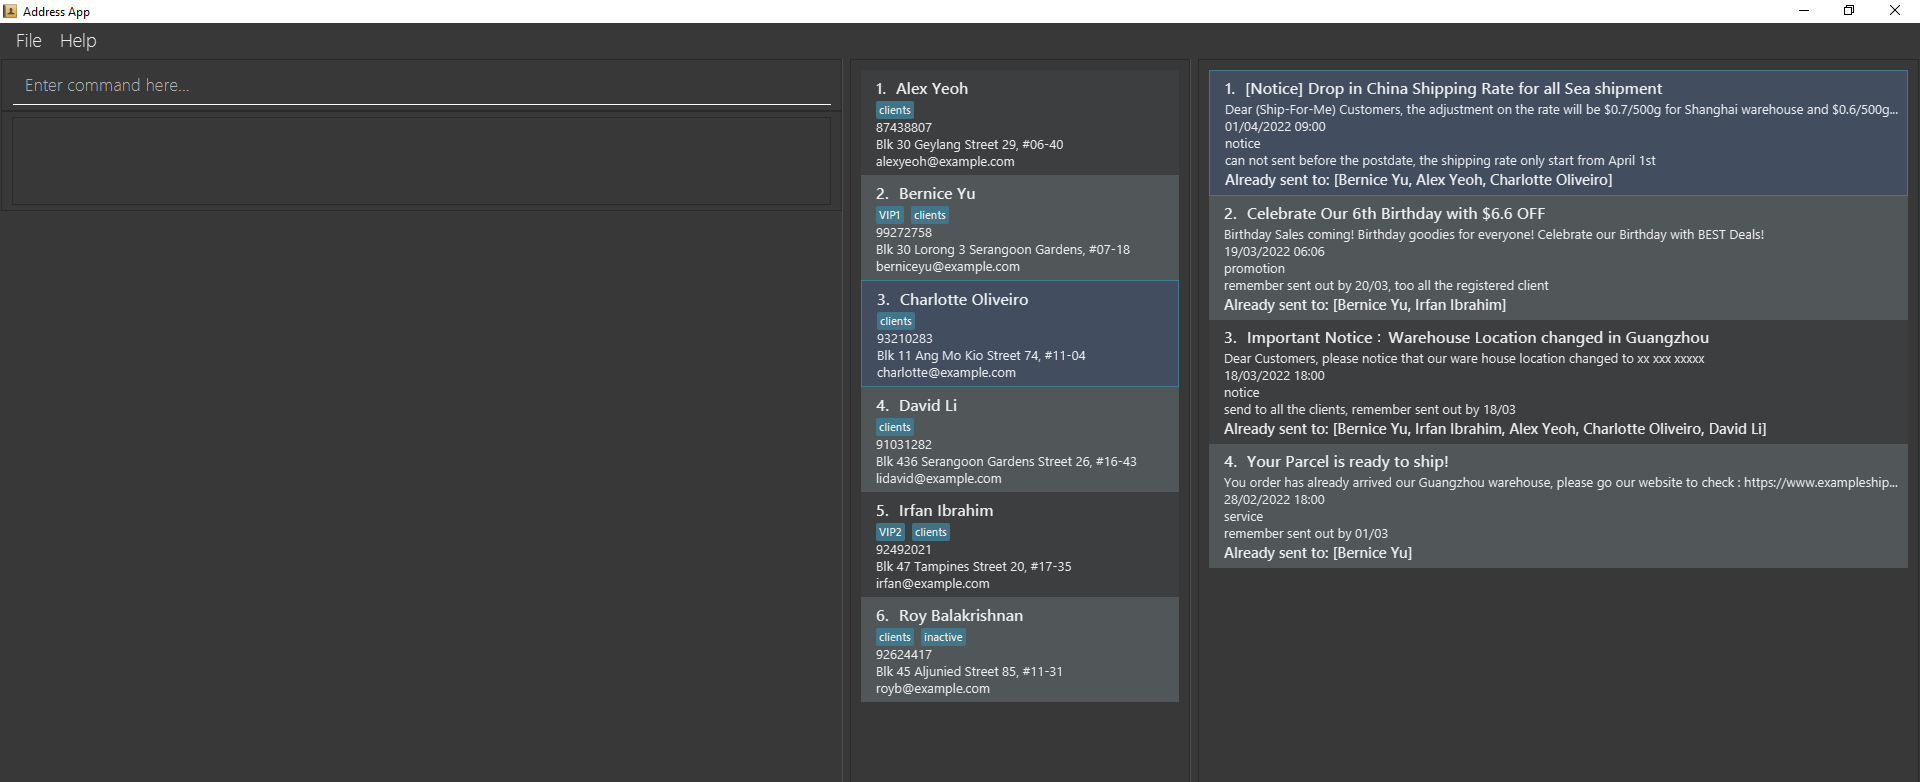 Address App
File Help
Enter command here...
1. Alex Yeoh
clients
87438807
Blk 30 Geylang Street 29, #06-40
alexyeoh@example.com
2. Bernice Yu
VIP1 clients
99272758
Blk 30 Lorong 3 Serangoon Gardens, #07-18
berniceyu@example.com
3. Charlotte Oliveiro
clients
93210283
Blk 11 Ang Mo Kio Street 74, #11-04
charlotte@example.com
4. David Li
clients
91031282
Blk 436 Serangoon Gardens Street 26, #16-43
lidavid@example.com
5. Irfan Ibrahim
VIP2 clients
92492021
Blk 47 Tampines Street 20, #17-35
irfan@example.com
6. Roy Balakrishnan
clients inactive
92624417
Blk 45 Aljunied Street 85, #11-31
royb@example.com
1. [Notice] Drop in China Shipping Rate for all Sea shipment
Dear (Ship-For-Me) Customers, the adjustment on the rate will be $0.7/500g for Shanghai warehouse and $0.6/500g...
01/04/2022 09:00
notice
can not sent before the postdate, the shipping rate only start from April 1st
Already sent to: [Bernice Yu, Alex Yeoh, Charlotte Oliveiro]
2. Celebrate Our 6th Birthday with $6.6 OFF
Birthday Sales coming! Birthday goodies for everyone! Celebrate our Birthday with BEST Deals!
19/03/2022 06:06
promotion
remember sent out by 20/03, too all the registered client
Already sent to: [Bernice Yu, Irfan Ibrahim]
3. Important Notice： Warehouse Location changed in Guangzhou
Dear Customers, please notice that our ware house location changed to xx xxx xxxxx
18/03/2022 18:00
notice
send to all the clients, remember sent out by 18/03
Already sent to: [Bernice Yu, Irfan Ibrahim, Alex Yeoh, Charlotte Oliveiro, David Li]
4. Your Parcel is ready to ship!
You order has already arrived our Guangzhou warehouse, please go our website to check : https://www.exampleship...
28/02/2022 18:00
service
remember sent out by 01/03
Already sent to: [Bernice Yu]